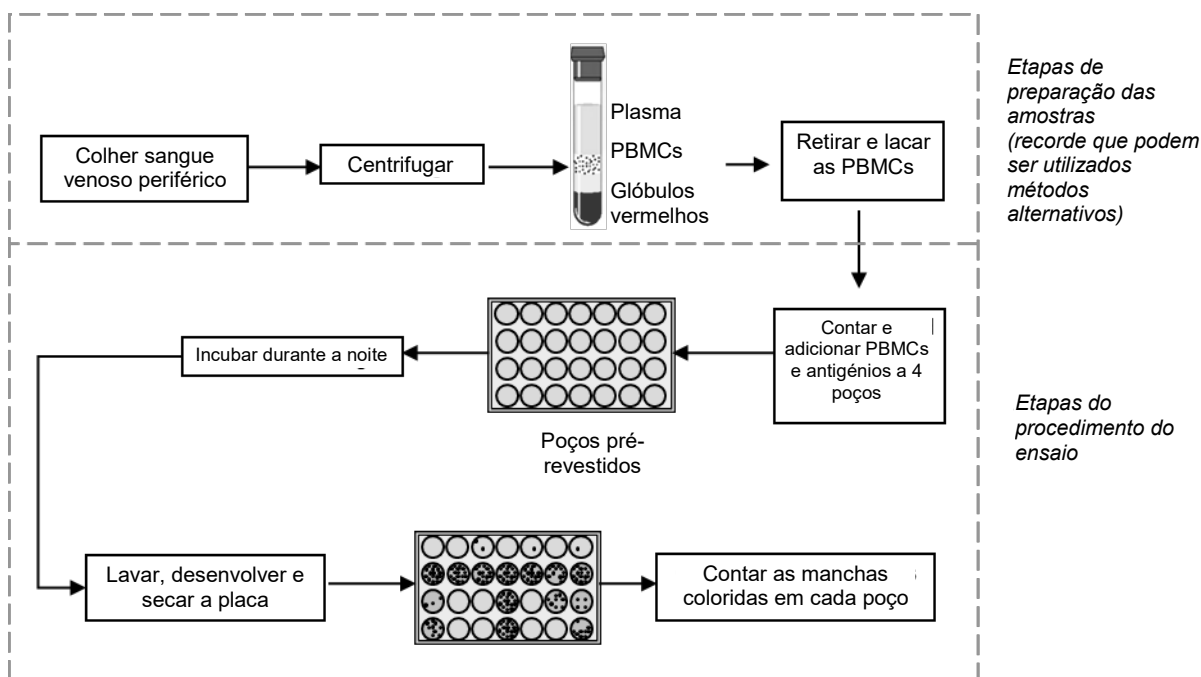 Colher sangue
venoso periférico
Centrifugar
Plasma
PBMCs
Glóbulos
vermelhos
Retirar e lacar
as PBMCs
Etapas de
preparação das
amostras
(recorde que podem
ser utilizados
métodos
alternativos)
Contar e
adicionar PBMCs
e antigénios a 4
poços
Poços pré-
revestidos
Incubar durante a noite
Etapas do
procedimento do
ensaio
Lavar, desenvolver e
secar a placa
Contar as manchas
coloridas em cada poço